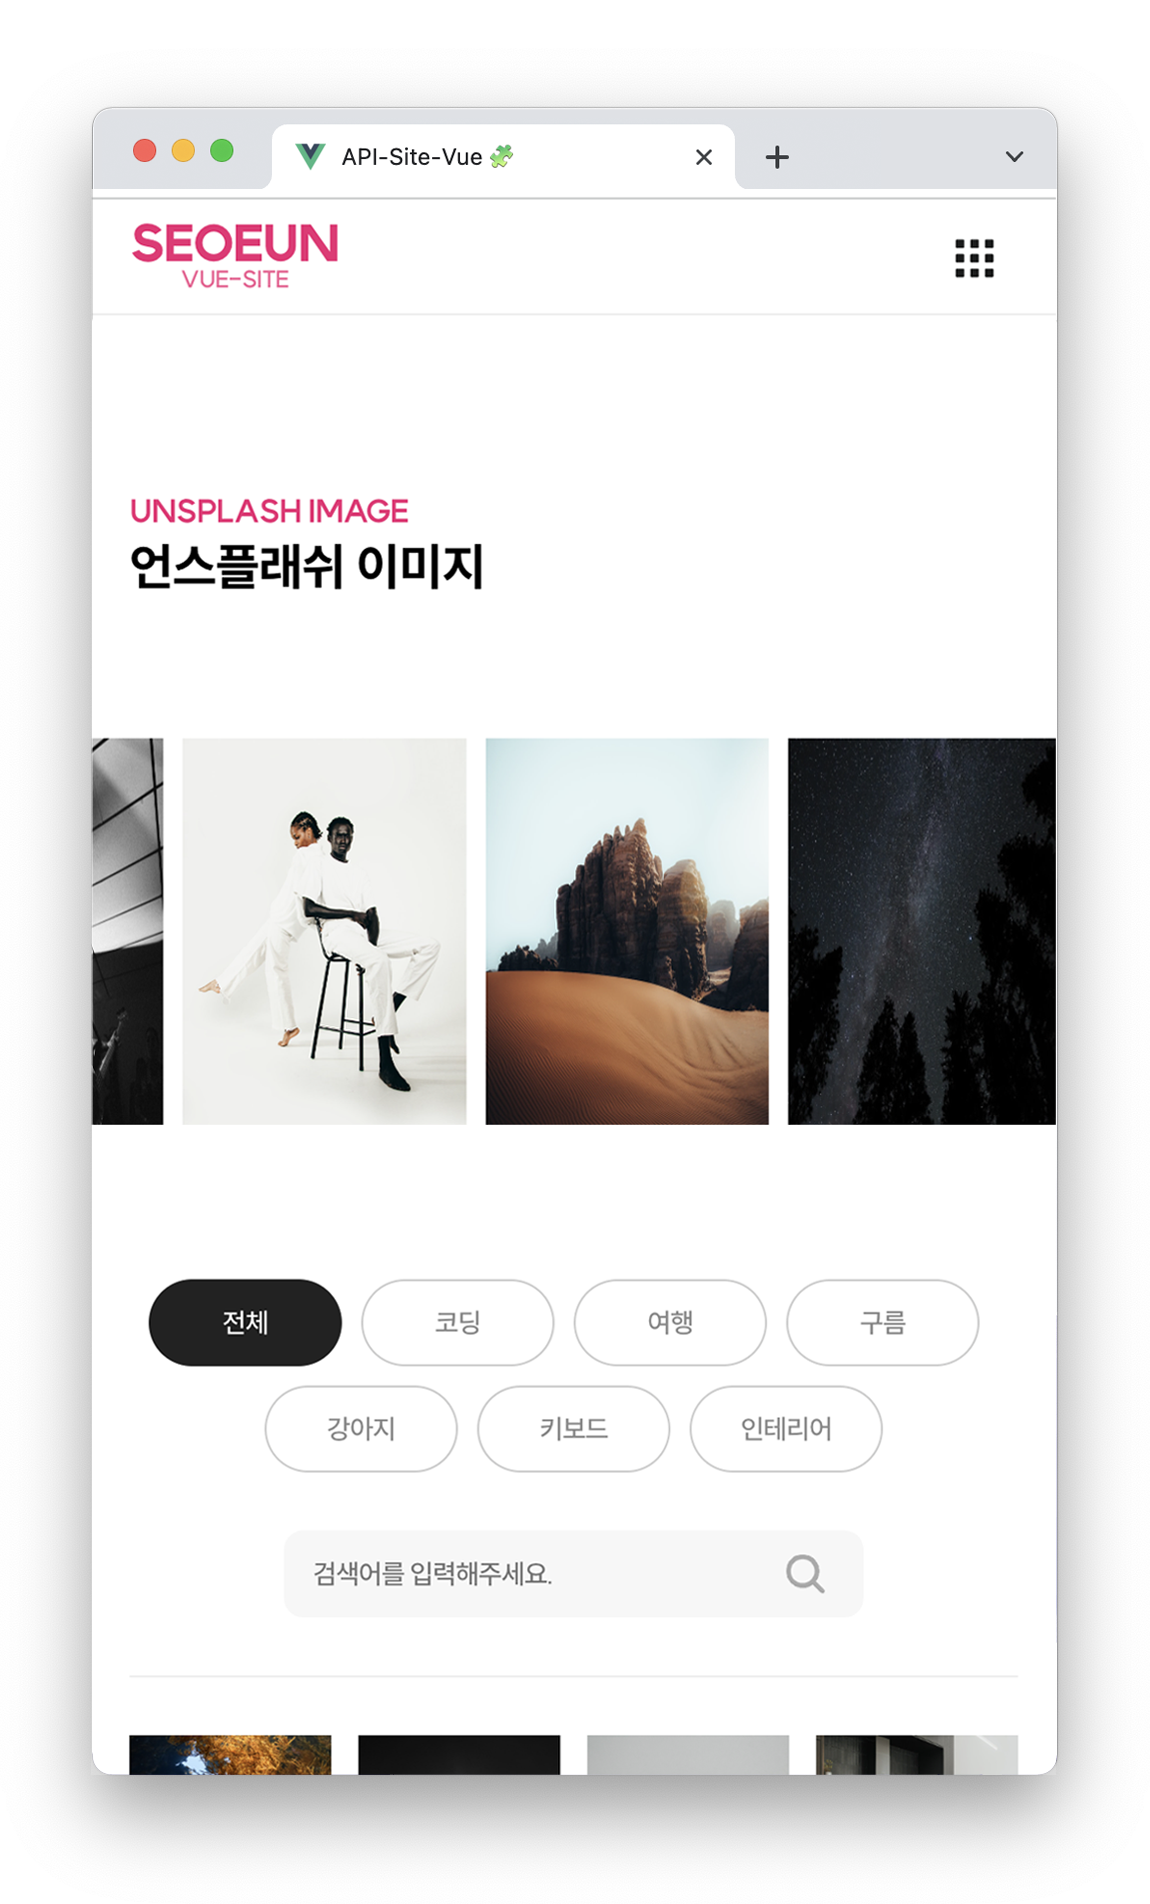 API-Site-Vue
SEOEUN
VUE-SITE
UNSPLASH IMAGE
언스플래쉬 이미지
전체
코딩
여행
구름
강아지
키보드
인테리어
검색어를 입력해주세요.